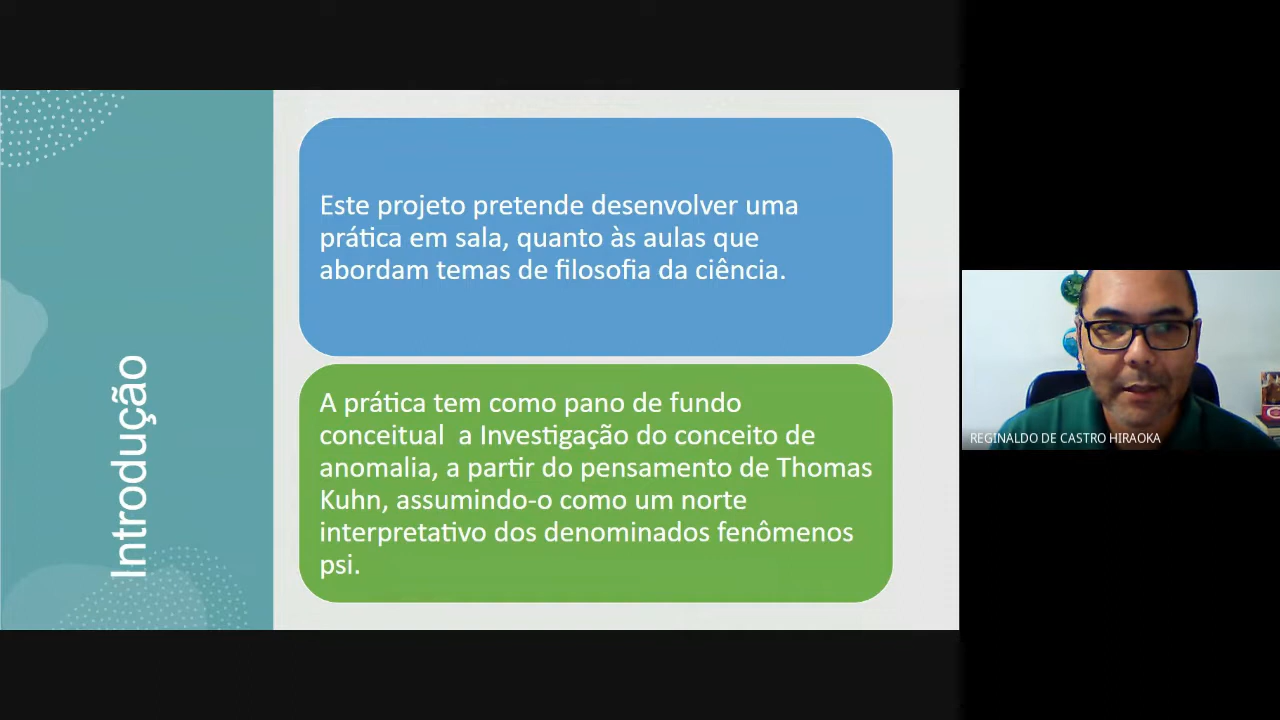 Introdução
Este projeto pretende desenvolver uma
prática em sala, quanto às aulas que
abordam temas de filosofia da ciência.
A prática tem como pano de fundo
conceitual  a Investigação do conceito de
anomalia, a partir do pensamento de Thomas
Kuhn, assumindo-o como um norte
interpretativo dos denominados fenômenos
psi.
REGINALDO DE CASTRO HIRAOKA